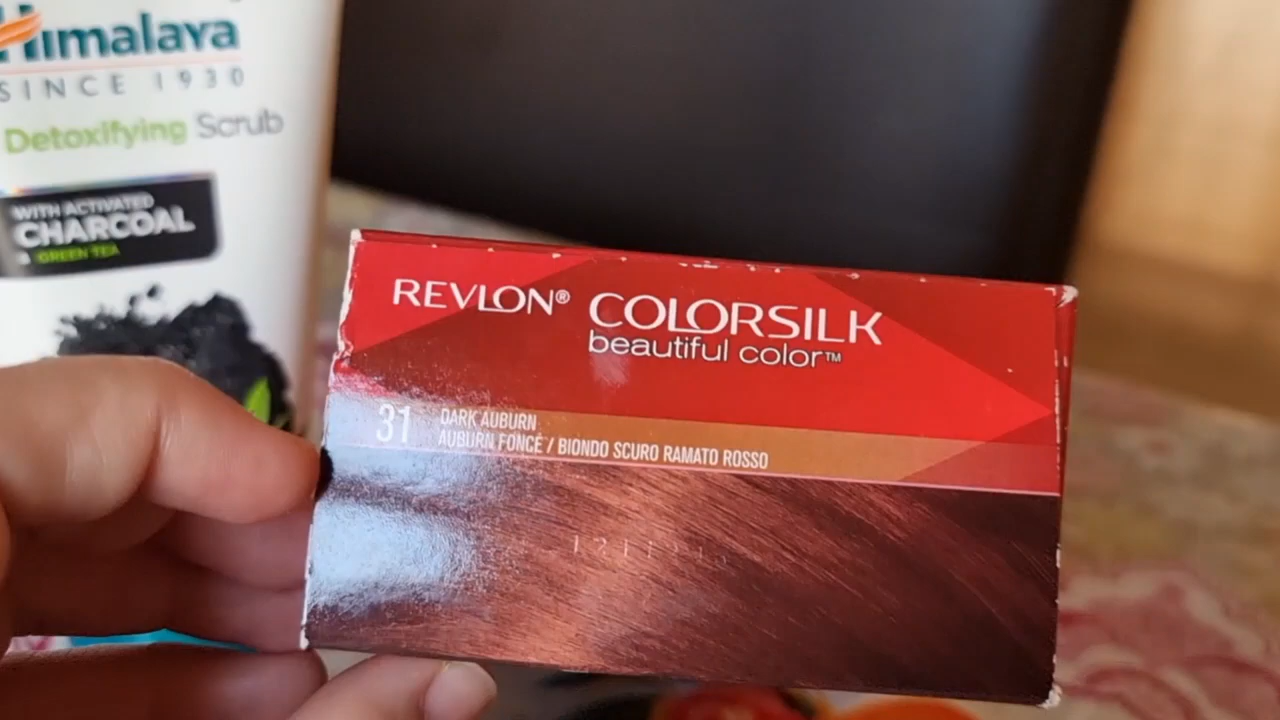 Himalaya
SINCE 1930
Detoxifying Scrub
WITH ACTIVATED
CHARCOAL
GREEN TEA
REVLON® COLORSILK
beautiful color™
31 DARK AUBURN
AUBURN FONCÉ / BIONDO SCURO RAMATO ROSSO